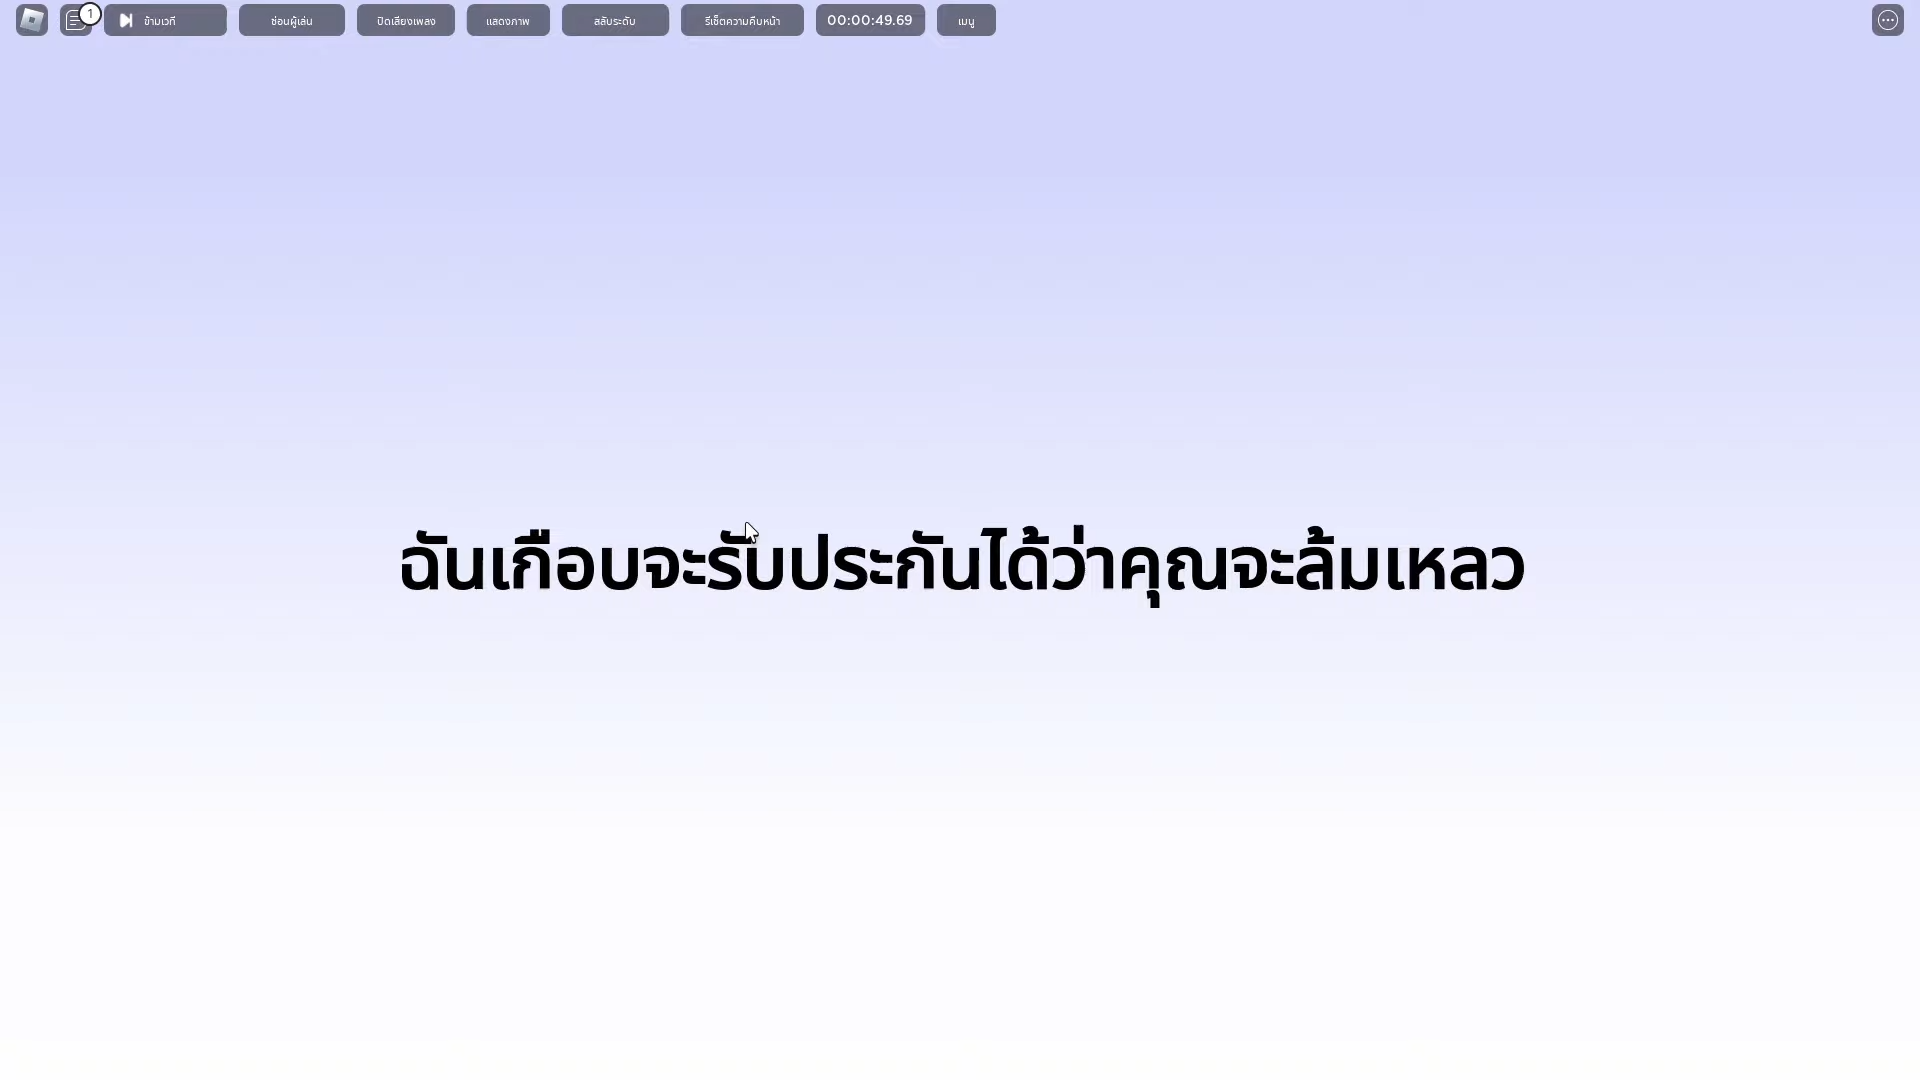 1
ข้ามเวที
ซ่อนผู้เล่น
ปิดเสียงเพลง
แสดงภาพ
สลับระดับ
รีเซ็ตความคืบหน้า
00:00:49.69
เมนู
ฉันเกือบจะรับประกันได้ว่าคุณจะล้มเหลว